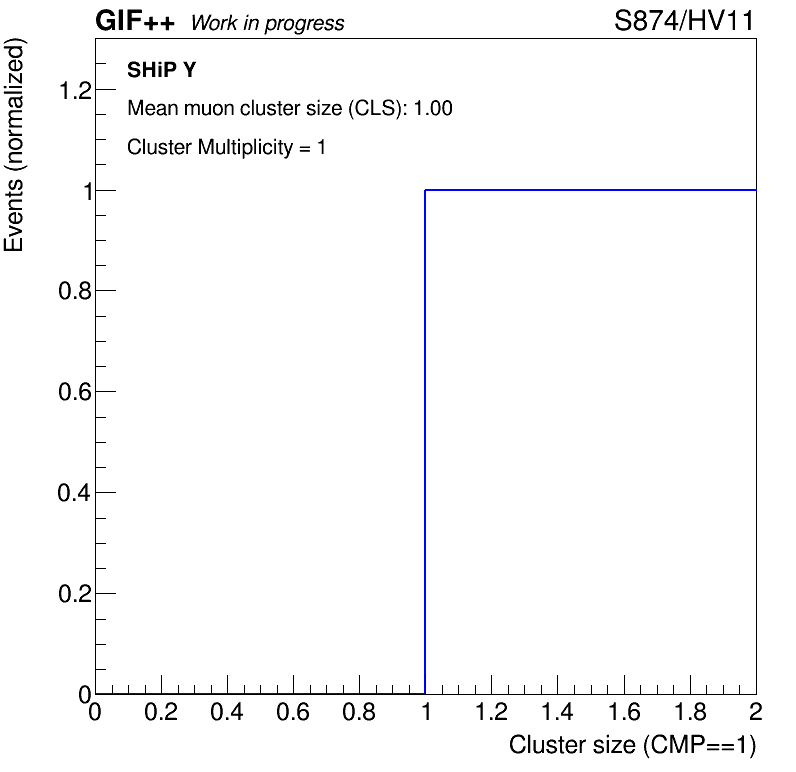 GIF++ Work in progress S874/HV11
Events (normalized)
SHiP Y
Mean muon cluster size (CLS): 1.00
Cluster Multiplicity = 1
1.2
1
0.8
0.6
0.4
0.2
0
0 0.2 0.4 0.6 0.8 1 1.2 1.4 1.6 1.8 2
Cluster size (CMP==1)